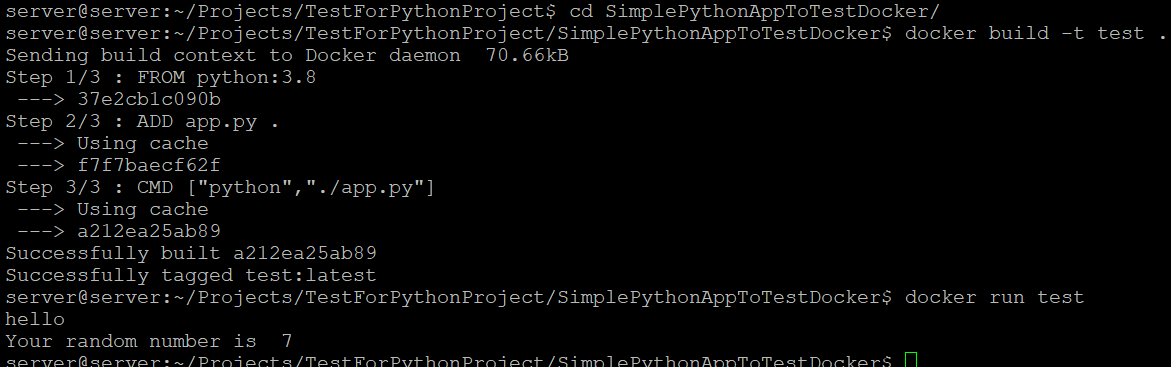 server@server:~/Projects/TestForPythonProject$ cd SimplePythonAppToTestDocker/
server@server:~/Projects/TestForPythonProject/SimplePythonAppToTestDocker$ docker build -t test .
Sending build context to Docker daemon  70.66kB
Step 1/3 : FROM python:3.8
 ---> 37e2cb1c090b
Step 2/3 : ADD app.py .
 ---> Using cache
 ---> f7f7baecf62f
Step 3/3 : CMD ["python","./app.py"]
 ---> Using cache
 ---> a212ea25ab89
Successfully built a212ea25ab89
Successfully tagged test:latest
server@server:~/Projects/TestForPythonProject/SimplePythonAppToTestDocker$ docker run test
hello
Your random number is  7
server@server:~/Projects/TestForPythonProject/SimplePythonAppToTestDocker$